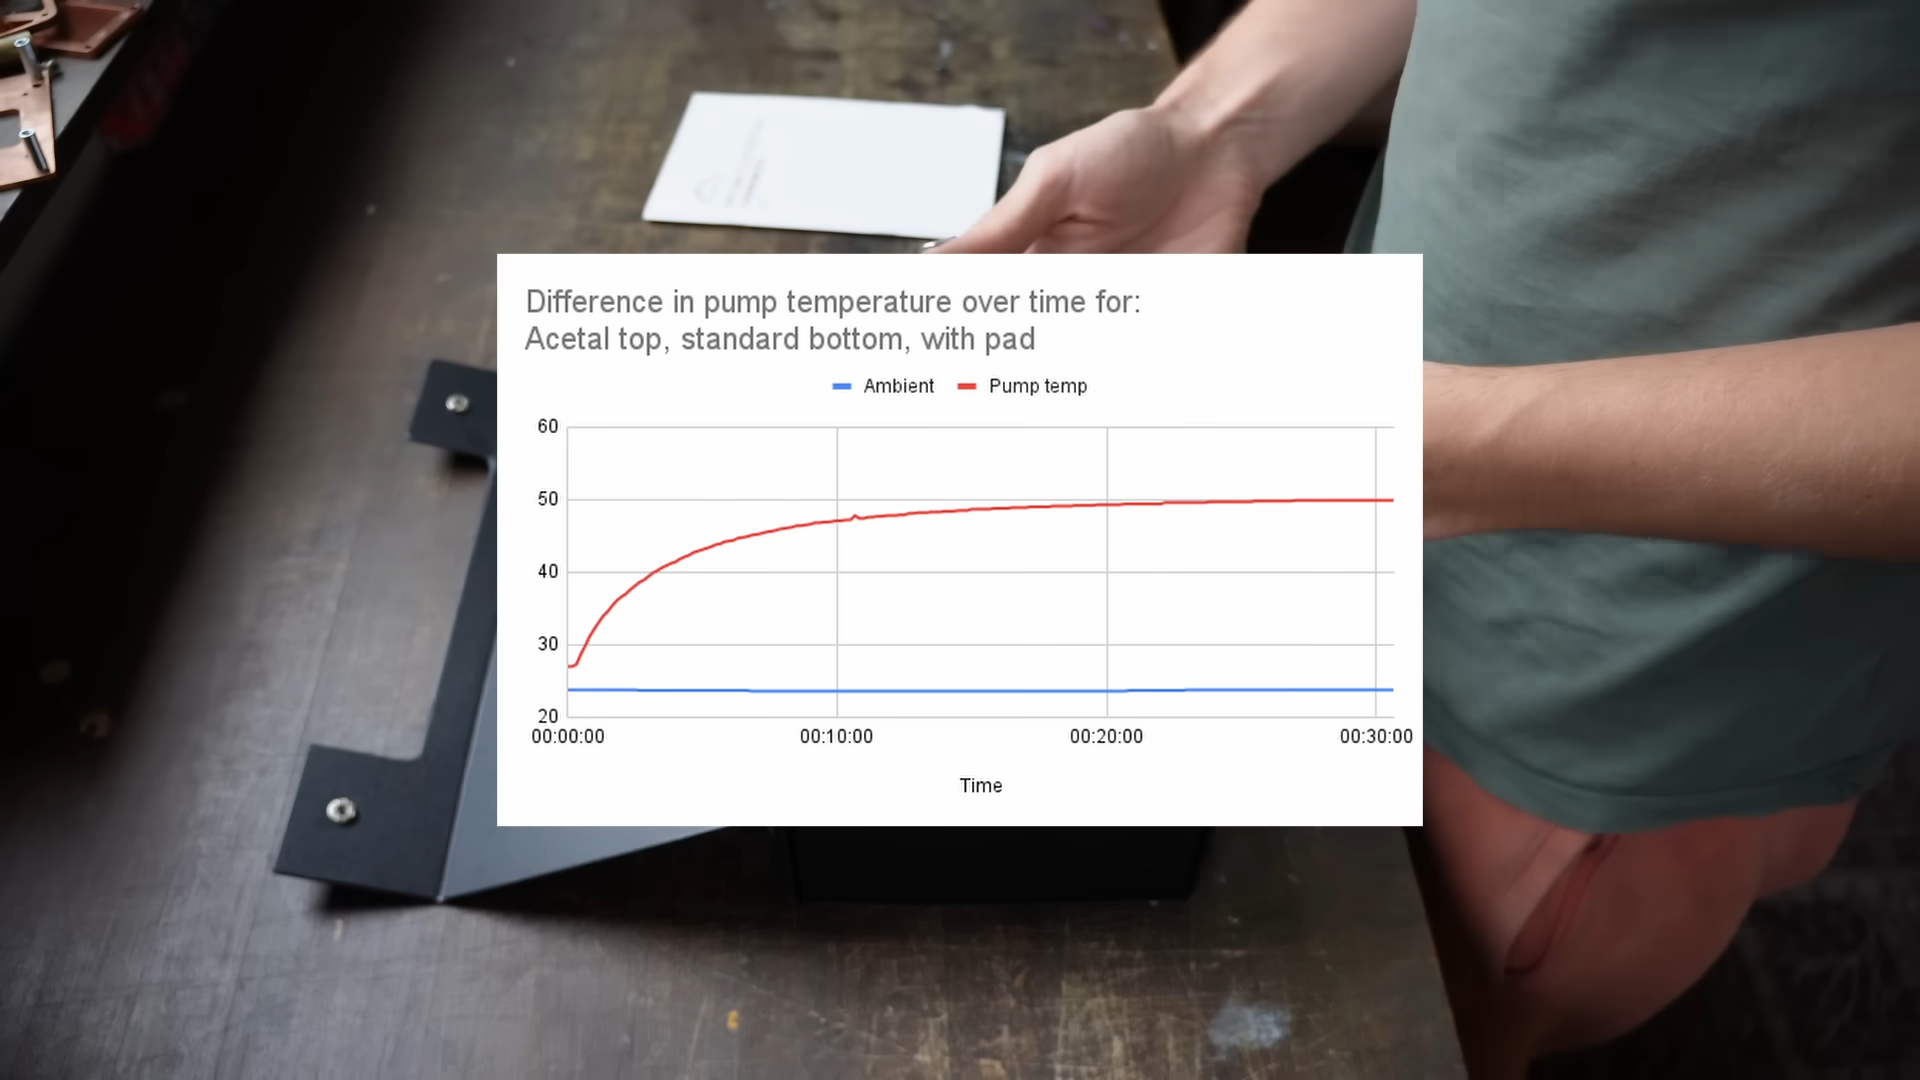 Difference in pump temperature over time for:
Acetal top, standard bottom, with pad
Ambient Pump temp
60
50
40
30
20
00:00:00 00:10:00 00:20:00 00:30:00
Time